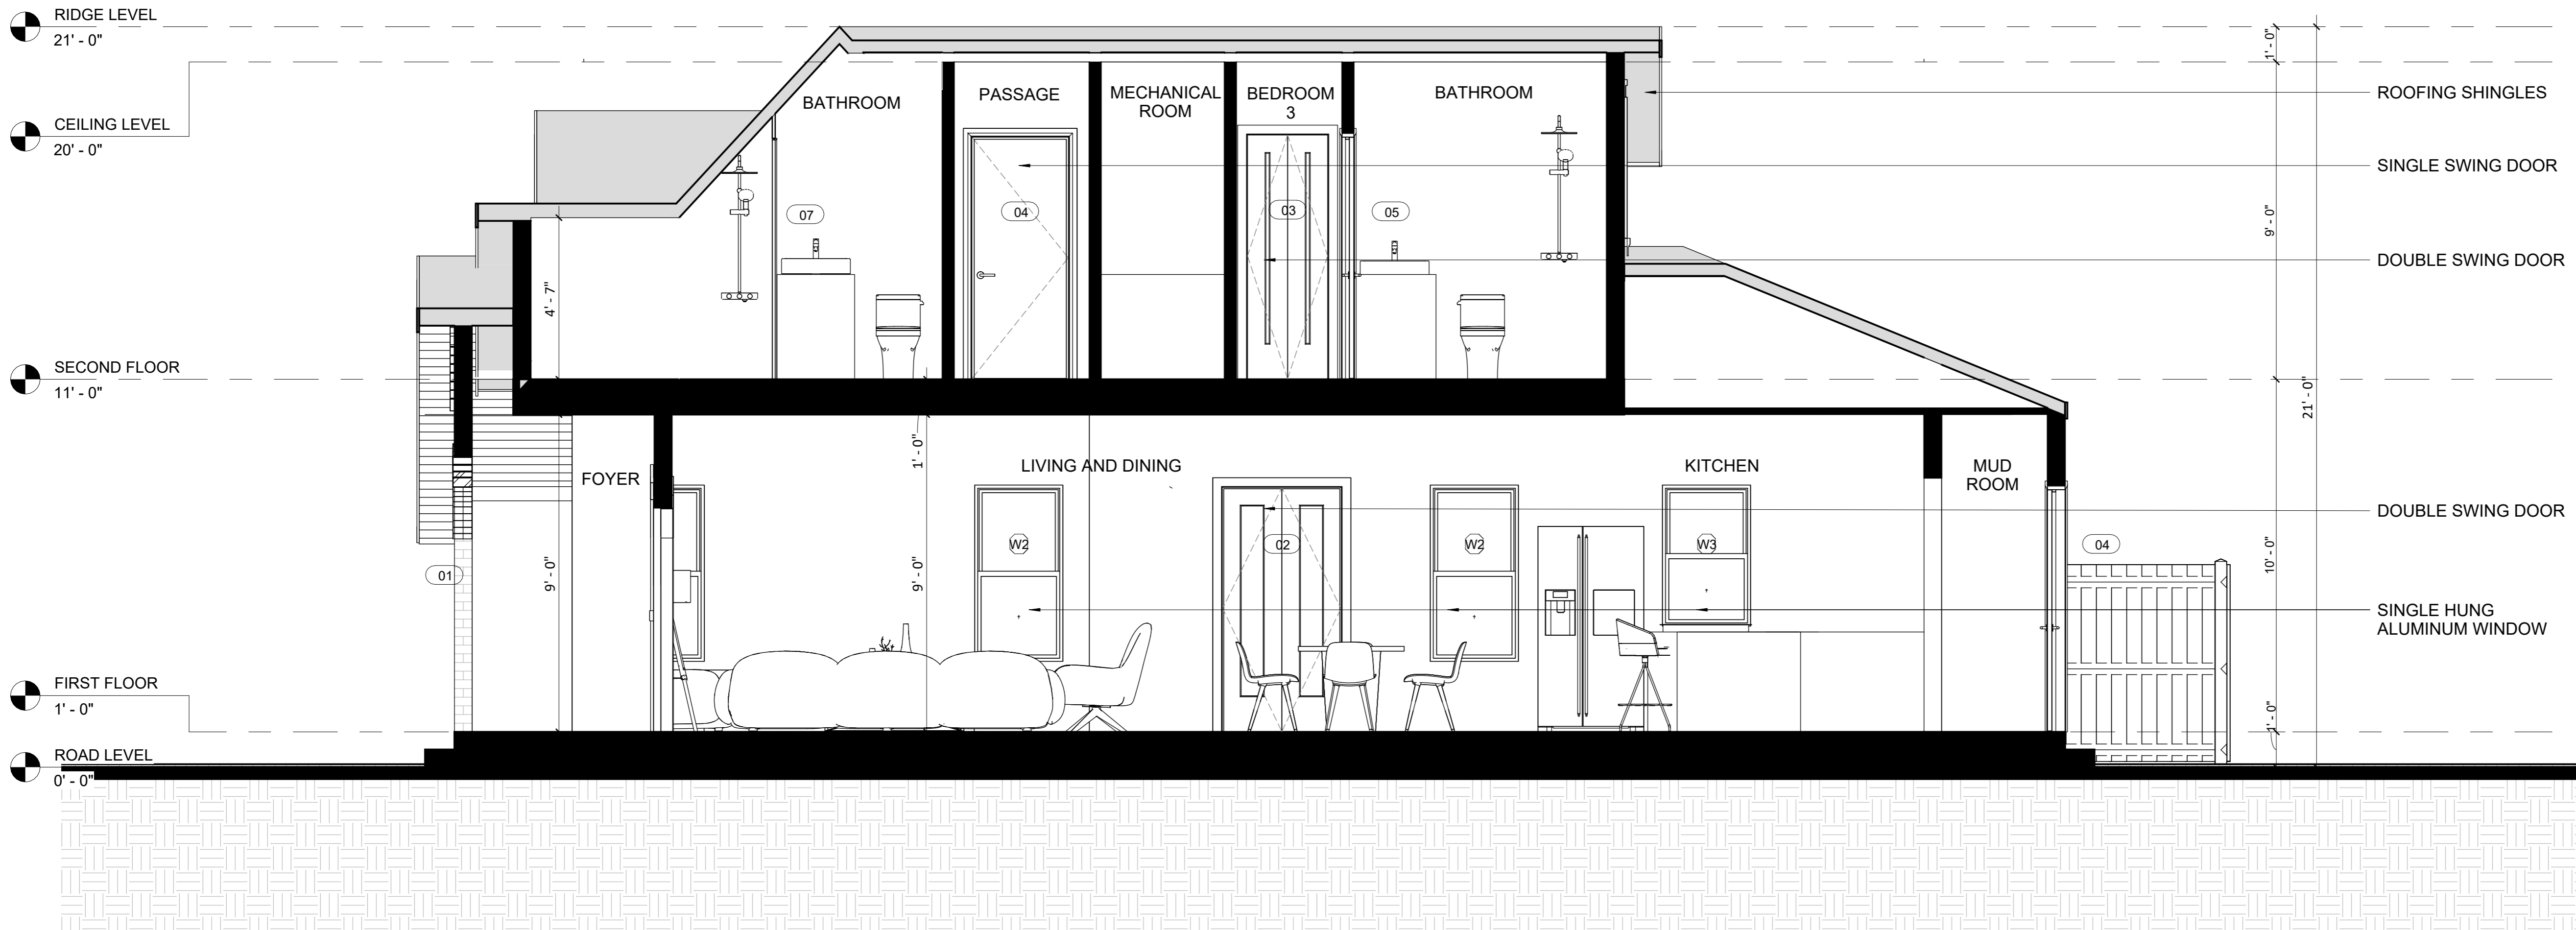 RIDGE LEVEL
21' - 0"
CEILING LEVEL
20' - 0"
SECOND FLOOR
11' - 0"
FIRST FLOOR
1' - 0"
ROAD LEVEL
0' - 0"
BATHROOM
PASSAGE
MECHANICAL
ROOM
BEDROOM
3
BATHROOM
07
04
03
05
4' - 7"
FOYER
LIVING AND DINING
KITCHEN
MUD
ROOM
1' - 0"
W2
02
W2
W3
04
01
9' - 0"
9' - 0"
1' - 0"
9' - 0"
21' - 0"
10' - 0"
1' - 0"
ROOFING SHINGLES
SINGLE SWING DOOR
DOUBLE SWING DOOR
DOUBLE SWING DOOR
SINGLE HUNG
ALUMINUM WINDOW